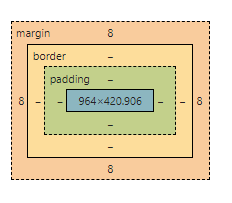 margin 8
border –
padding –
8 – – 964×420.906 – – 8
–
–
8